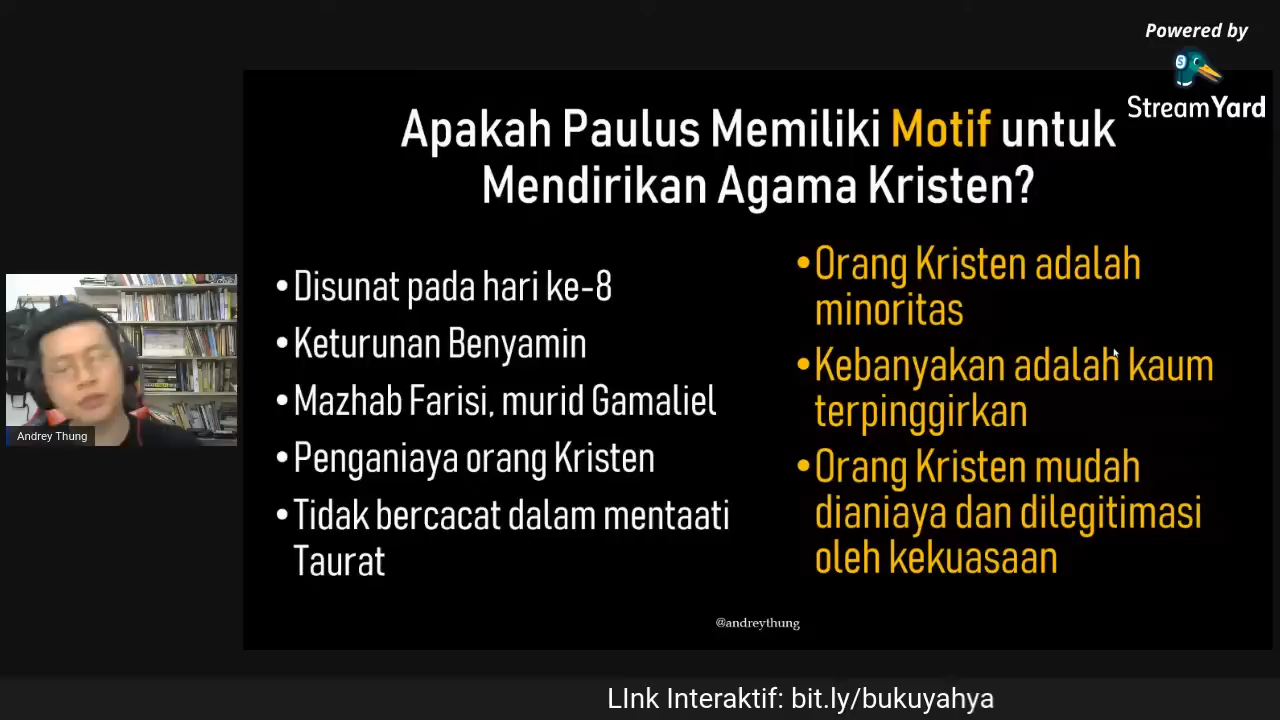 Powered by
StreamYard
Apakah Paulus Memiliki Motif untuk
Mendirikan Agama Kristen?
•Disunat pada hari ke-8
•Keturunan Benyamin
•Mazhab Farisi, murid Gamaliel
•Penganiaya orang Kristen
•Tidak bercacat dalam mentaati
Taurat
•Orang Kristen adalah
minoritas
•Kebanyakan adalah kaum
terpinggirkan
•Orang Kristen mudah
dianiaya dan dilegitimasi
oleh kekuasaan
@andreythung
Andrey Thung
LInk Interaktif: bit.ly/bukuyahya